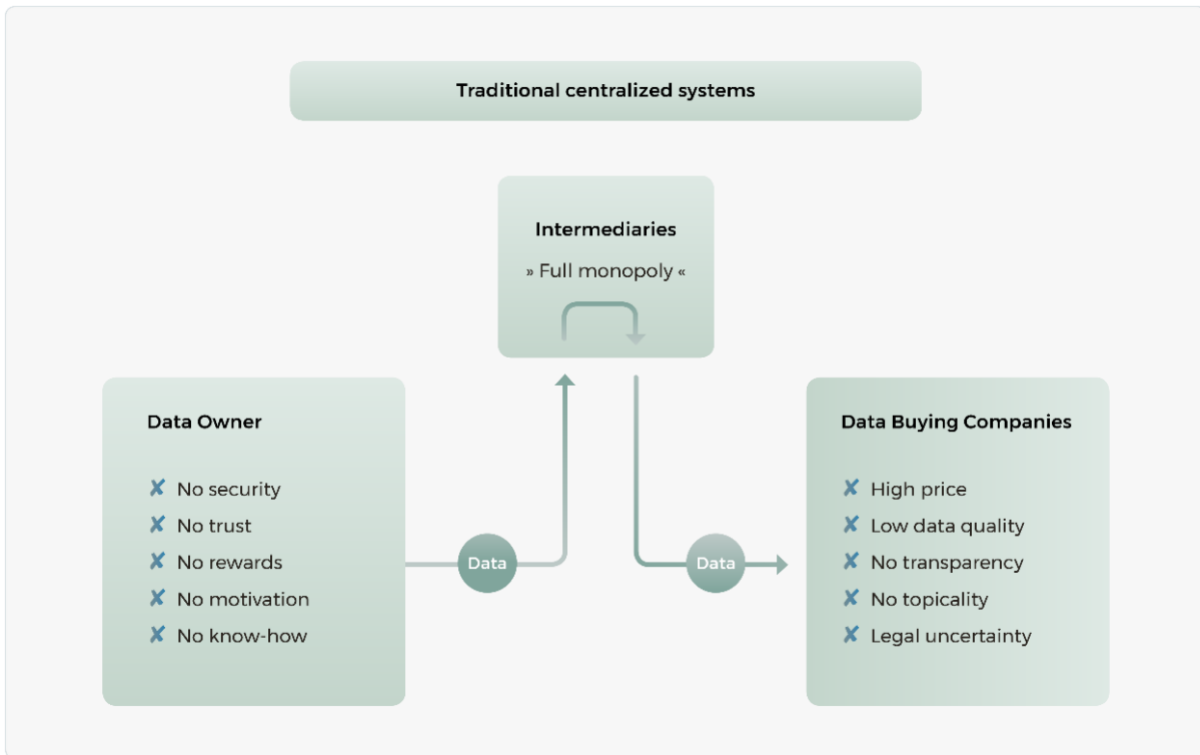 Traditional centralized systems
Intermediaries
» Full monopoly «
Data Owner
✘ No security
✘ No trust
✘ No rewards
✘ No motivation
✘ No know-how
Data
Data
Data Buying Companies
✘ High price
✘ Low data quality
✘ No transparency
✘ No topicality
✘ Legal uncertainty